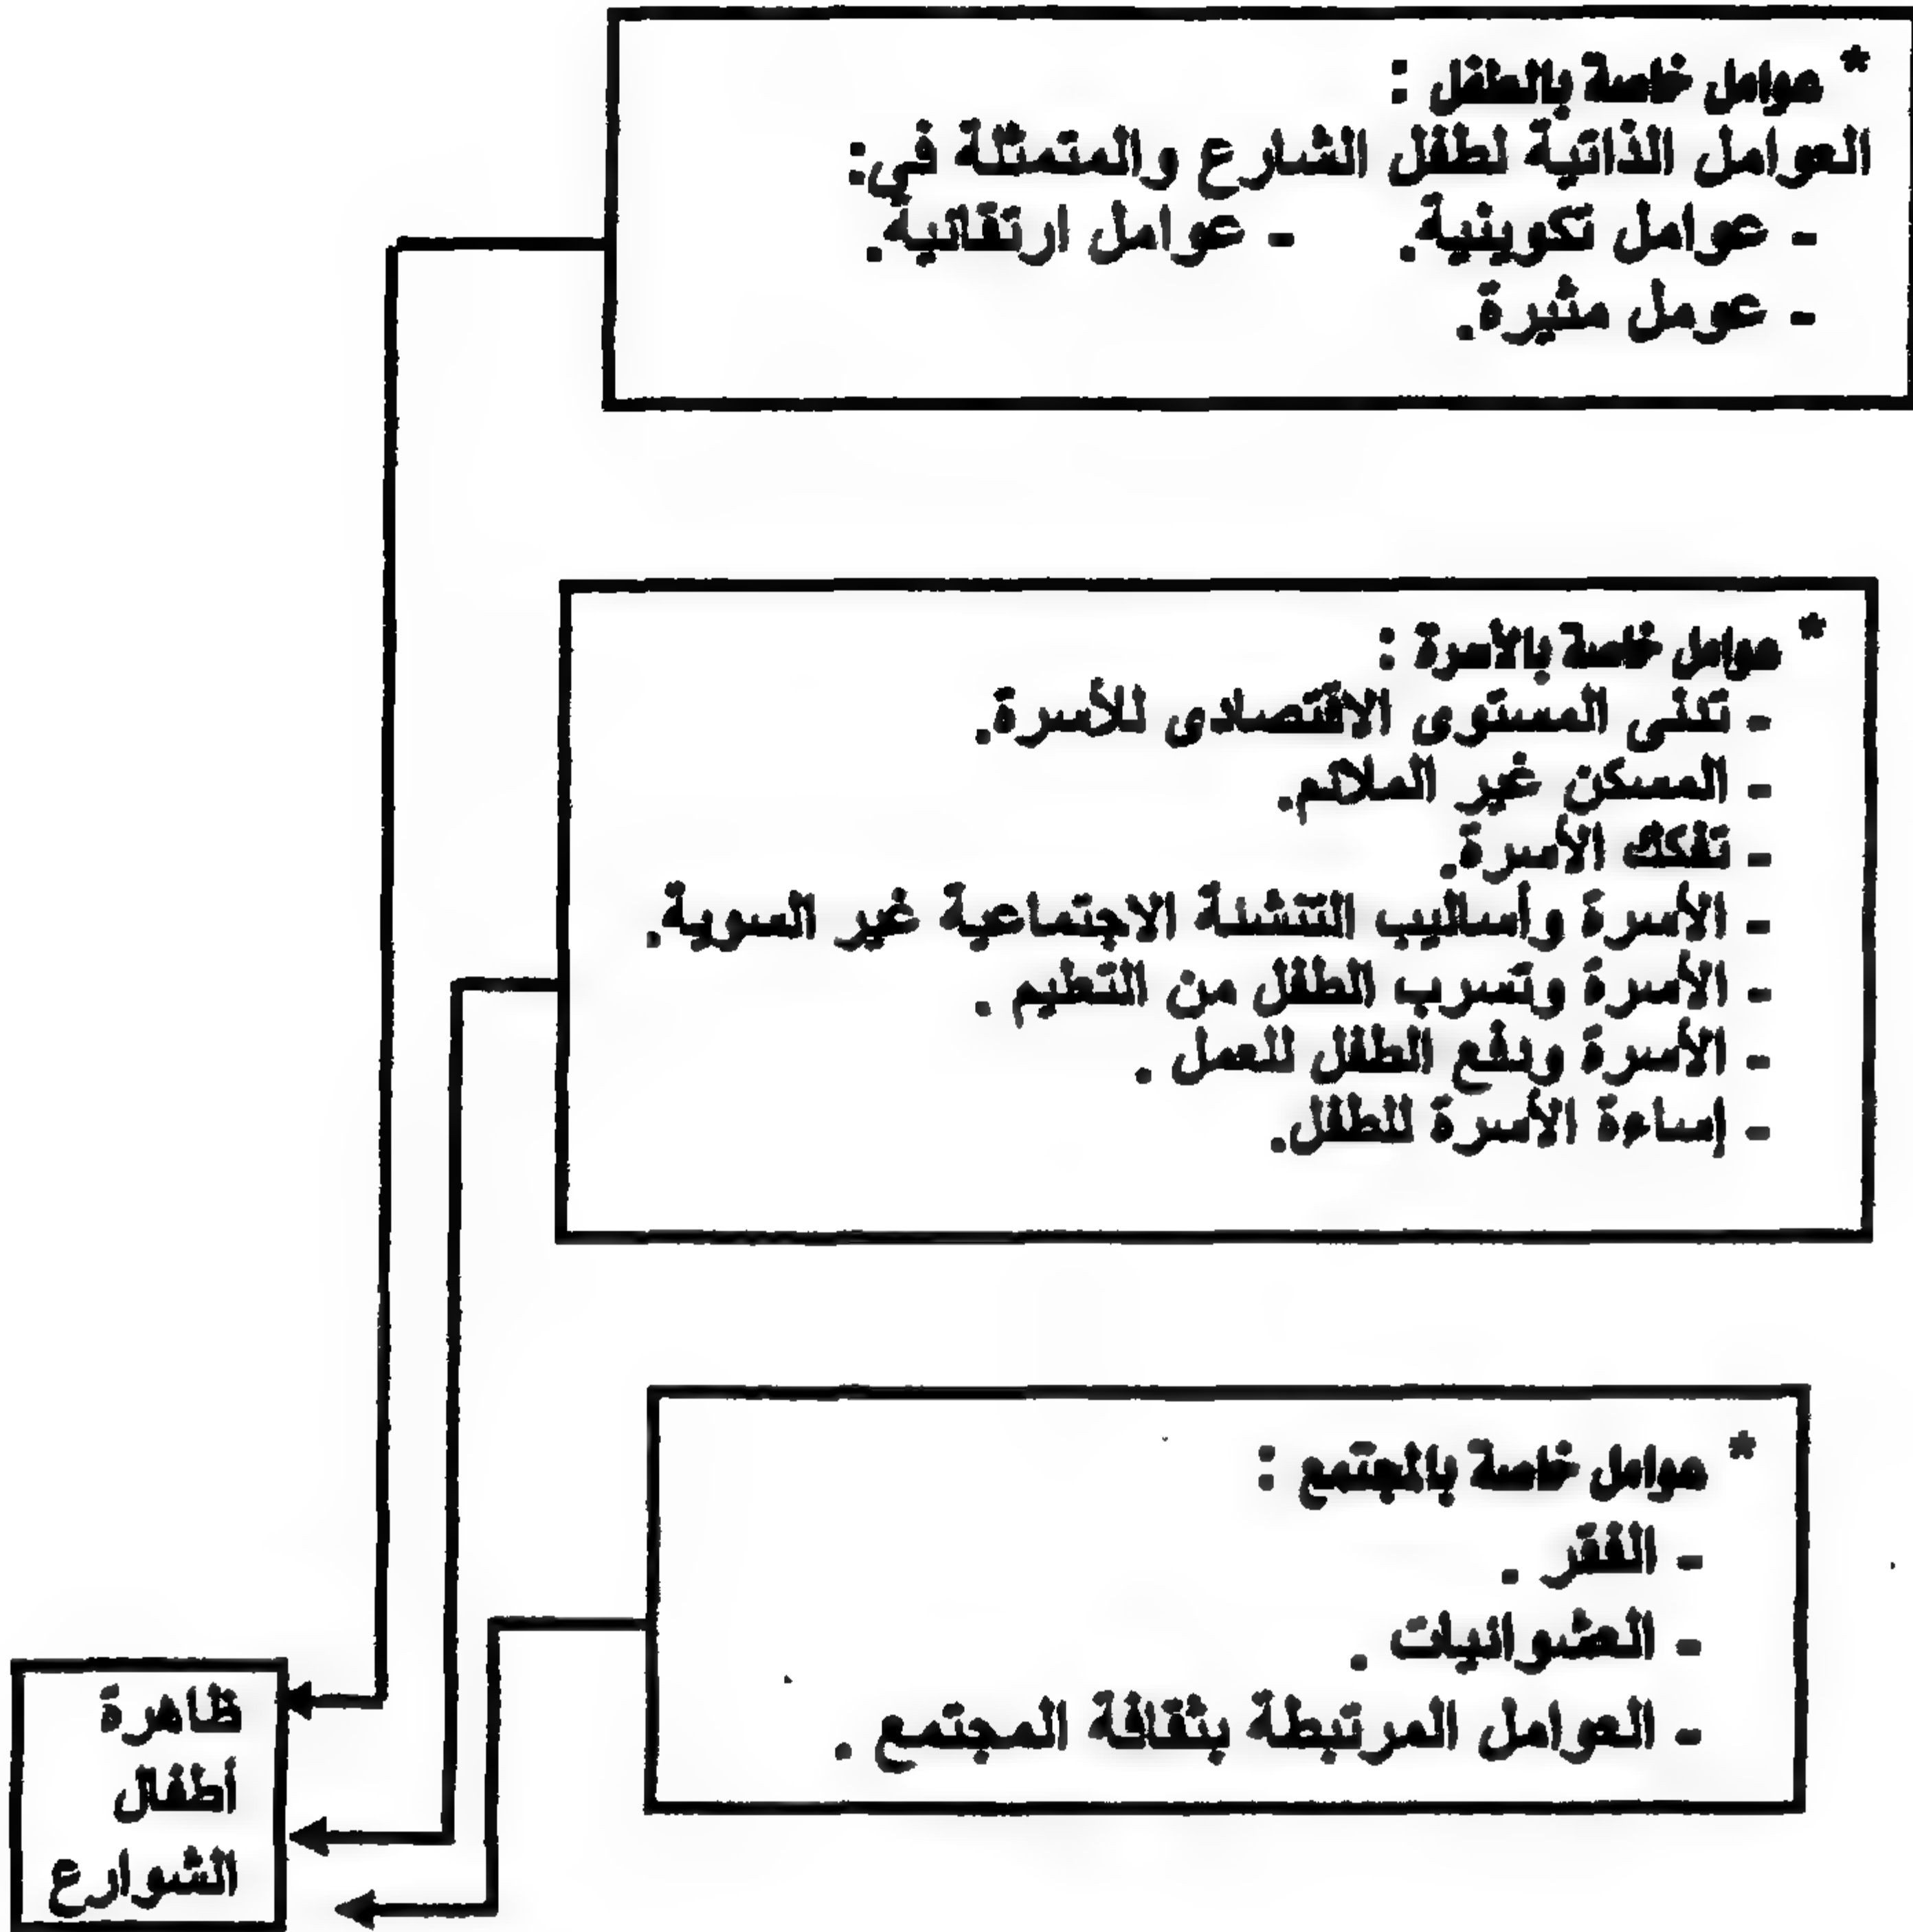 * عوامل خاصة بالطفل :
العوامل الذاتية لطفل الشارع والمتمثلة في:
- عوامل تكوينية. - عوامل ارتقائية.
- عومل مثيرة.
* عوامل خاصة بالأسرة :
- تدنى المستوى الاقتصادى للأسرة.
- المسكن غير الملائم.
- تفكك الأسرة.
- الأسرة وأساليب التنشئة الاجتماعية غير السوية.
- الأسرة وتسرب الطفل من التعليم .
- الأسرة ودفع الطفل للعمل .
- إساءة الأسرة للطفل.
* عوامل خاصة بالمجتمع :
- الفقر .
- العشوائيات .
- العوامل المرتبطة بثقافة المجتمع .
ظاهرة
أطفال
الشوارع